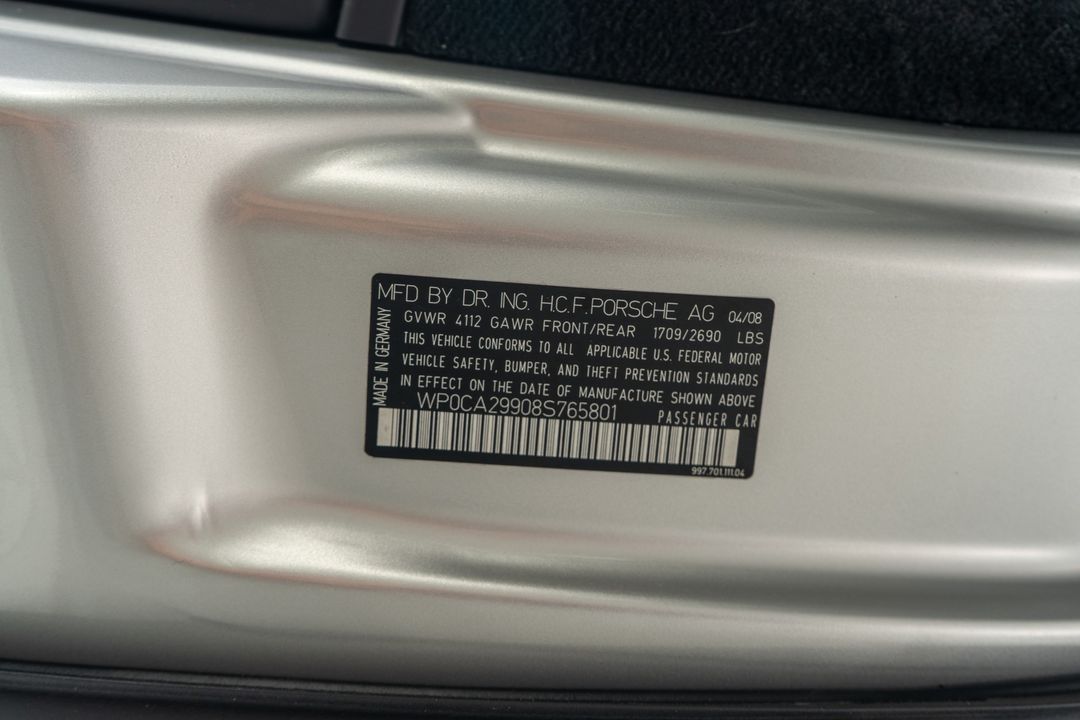 MFD BY DR. ING. H.C.F. PORSCHE AG 04/08
GVWR 4112 GAWR FRONT/REAR 1709/2690 LBS
THIS VEHICLE CONFORMS TO ALL APPLICABLE U.S. FEDERAL MOTOR
VEHICLE SAFETY, BUMPER, AND THEFT PREVENTION STANDARDS
IN EFFECT ON THE DATE OF MANUFACTURE SHOWN ABOVE
WP0CA29908S765801 PASSENGER CAR
997.701.111.04
MADE IN GERMANY